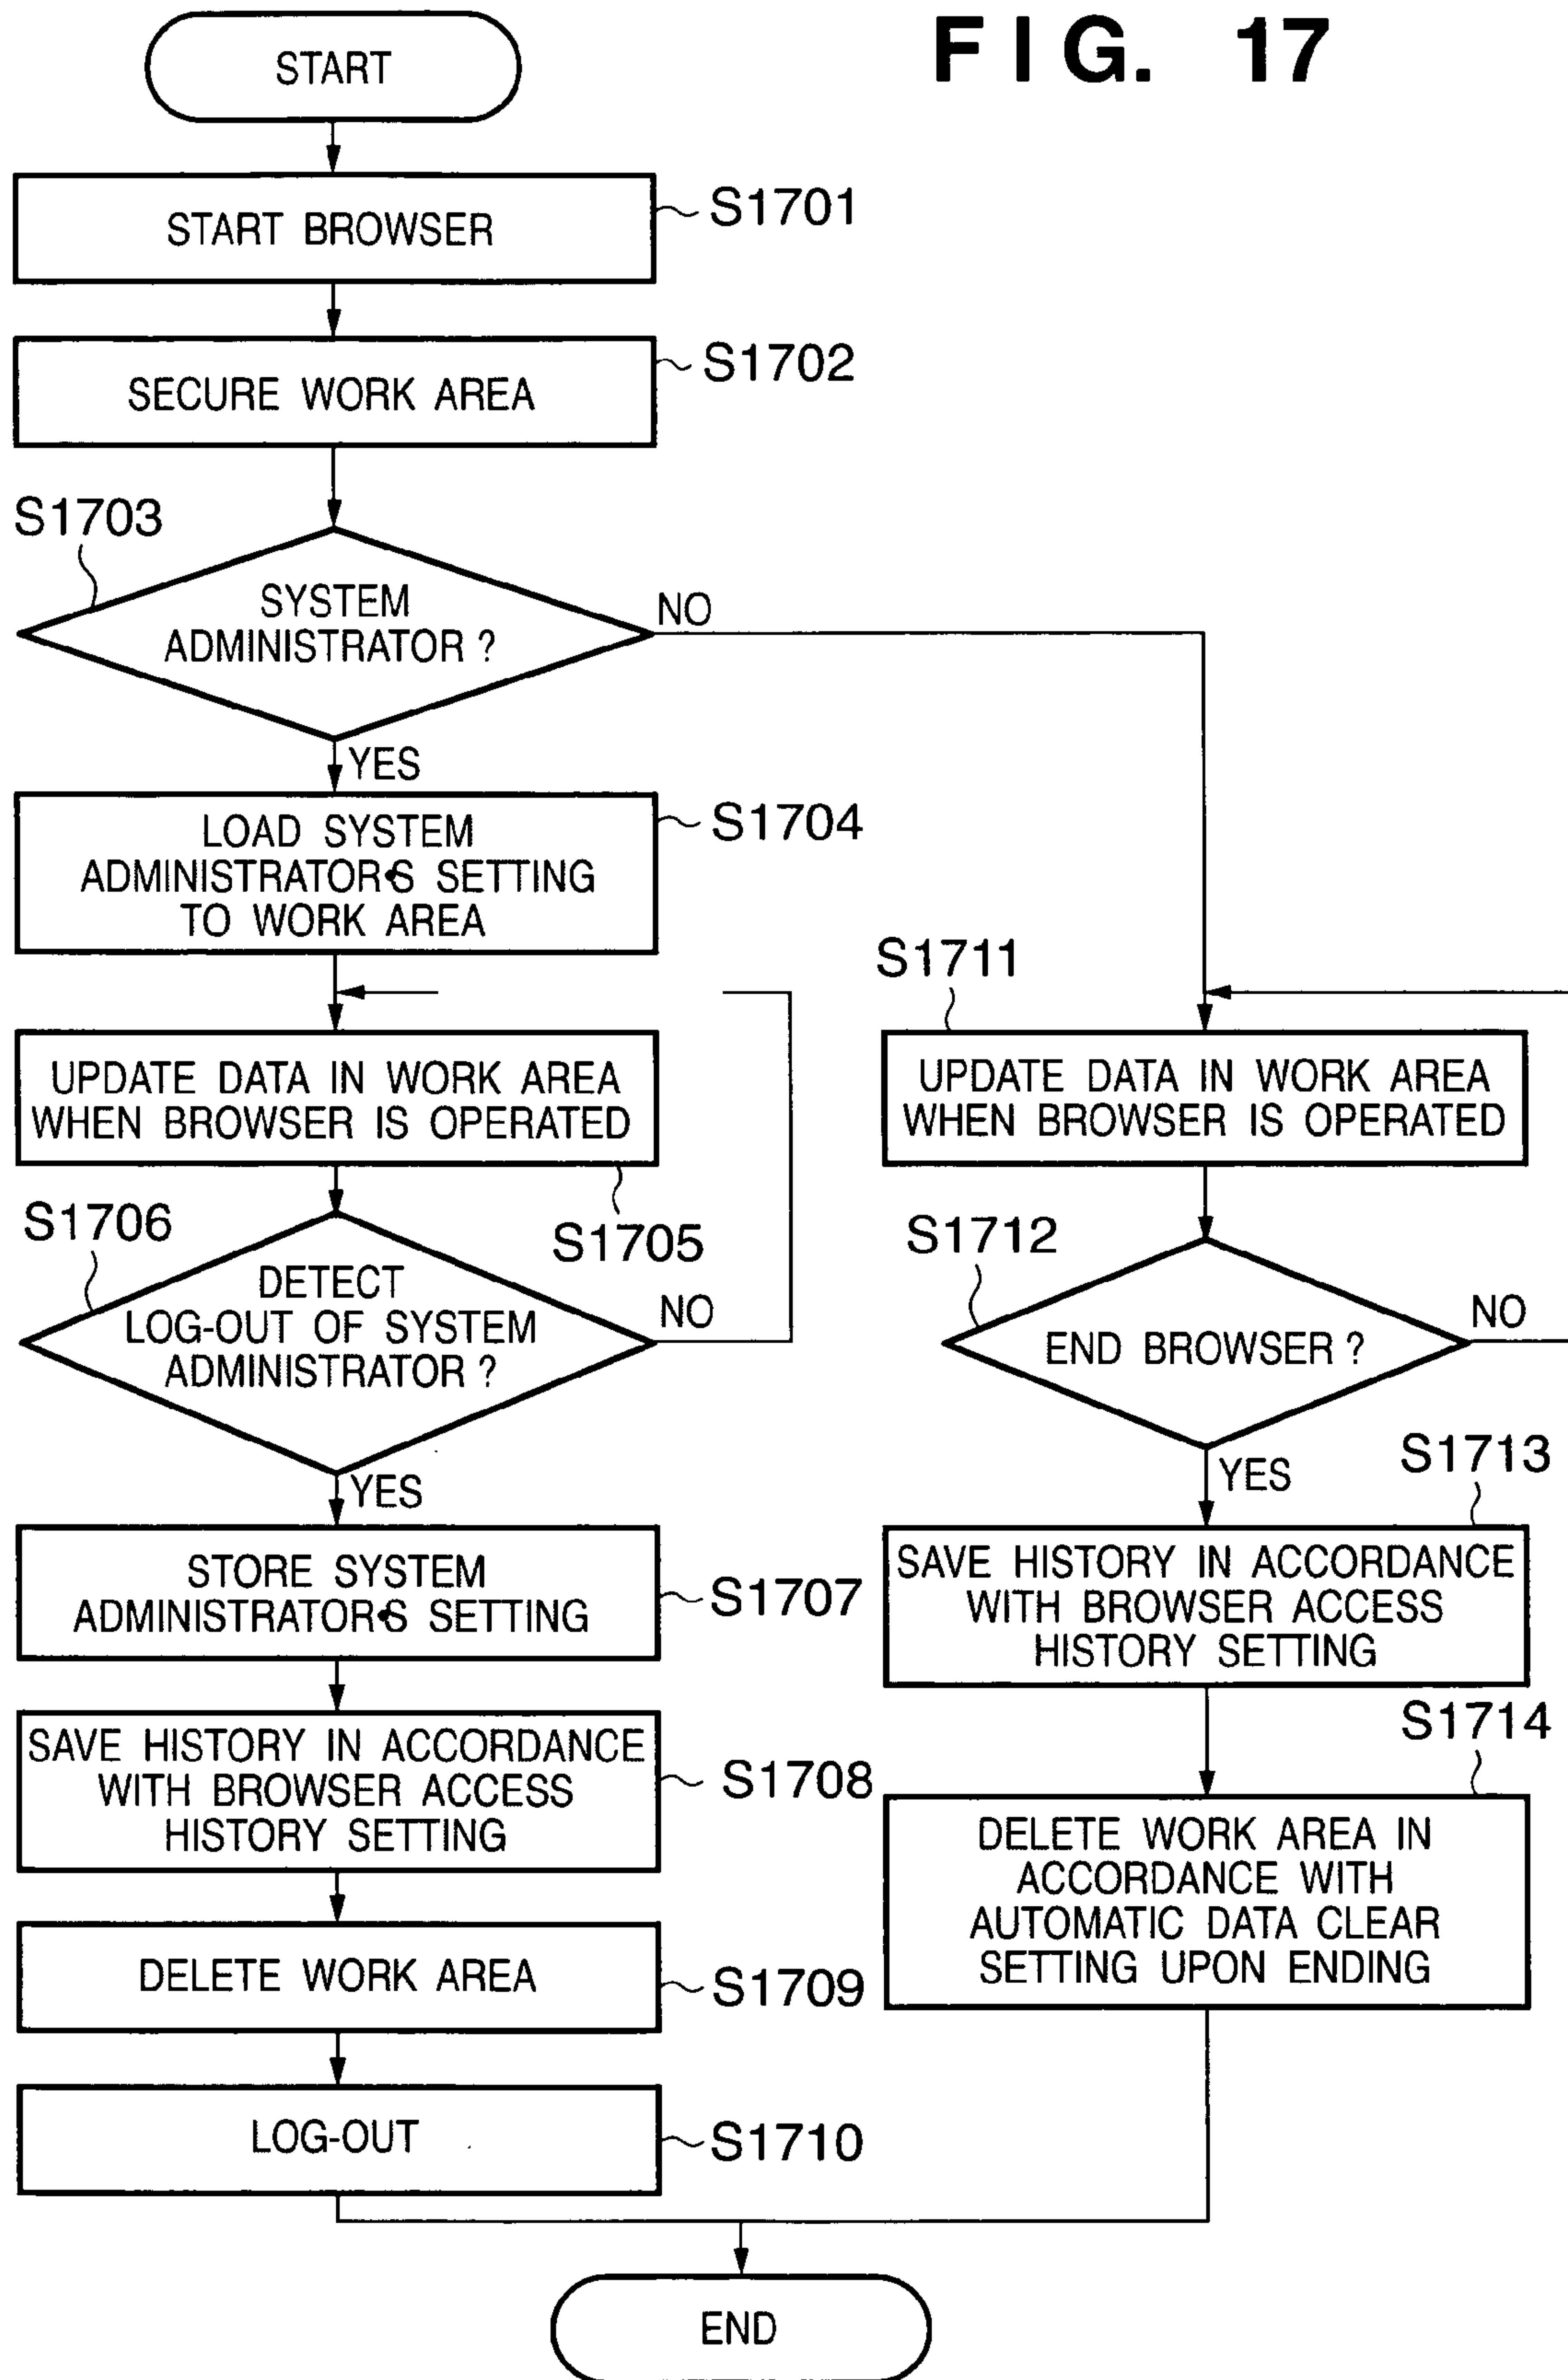 FIG. 17
START
START BROWSER
S1701
SECURE WORK AREA
S1702
S1703
SYSTEM
ADMINISTRATOR ?
NO
YES
LOAD SYSTEM
ADMINISTRATOR•S SETTING
TO WORK AREA
S1704
UPDATE DATA IN WORK AREA
WHEN BROWSER IS OPERATED
S1705
S1706
DETECT
LOG-OUT OF SYSTEM
ADMINISTRATOR ?
NO
YES
STORE SYSTEM
ADMINISTRATOR•S SETTING
S1707
SAVE HISTORY IN ACCORDANCE
WITH BROWSER ACCESS
HISTORY SETTING
S1708
DELETE WORK AREA
S1709
LOG-OUT
S1710
S1711
UPDATE DATA IN WORK AREA
WHEN BROWSER IS OPERATED
S1712
END BROWSER ?
NO
YES
S1713
SAVE HISTORY IN ACCORDANCE
WITH BROWSER ACCESS
HISTORY SETTING
S1714
DELETE WORK AREA IN
ACCORDANCE WITH
AUTOMATIC DATA CLEAR
SETTING UPON ENDING
END